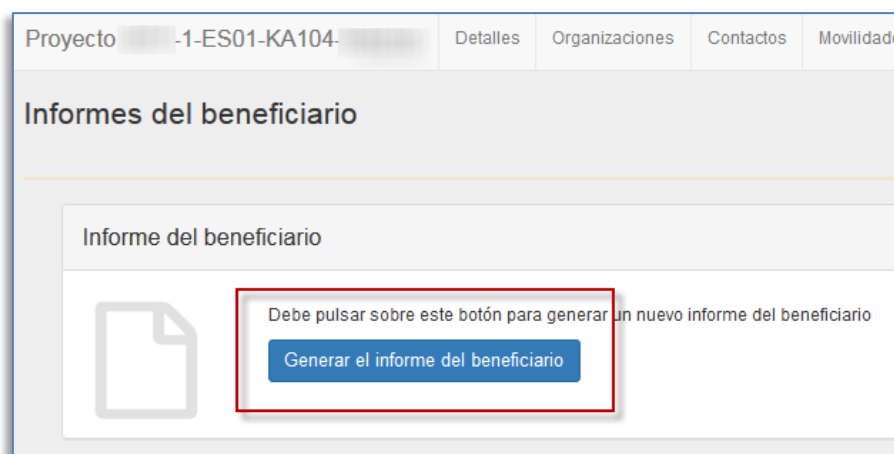 Proyecto -1-ES01-KA104- Detalles Organizaciones Contactos Movilidade
Informes del beneficiario
Informe del beneficiario
Debe pulsar sobre este botón para generar un nuevo informe del beneficiario
Generar el informe del beneficiario